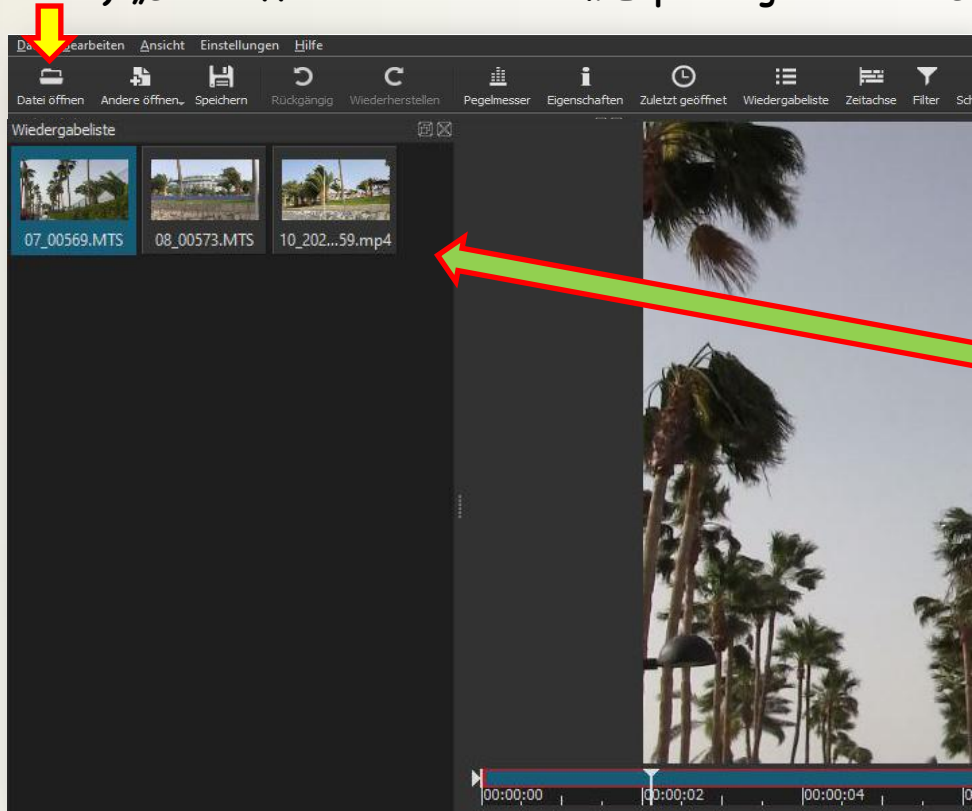 Bearbeiten Ansicht Einstellungen Hilfe
Datei öffnen Andere öffnen Speichern Rückgängig Wiederherstellen Pegelmesser Eigenschaften Zuletzt geöffnet Wiedergabeliste Zeitachse Filter
Wiedergabeliste
07_00569.MTS 08_00573.MTS 10_202...59.mp4
00:00;00 00:00;02 00:00;04